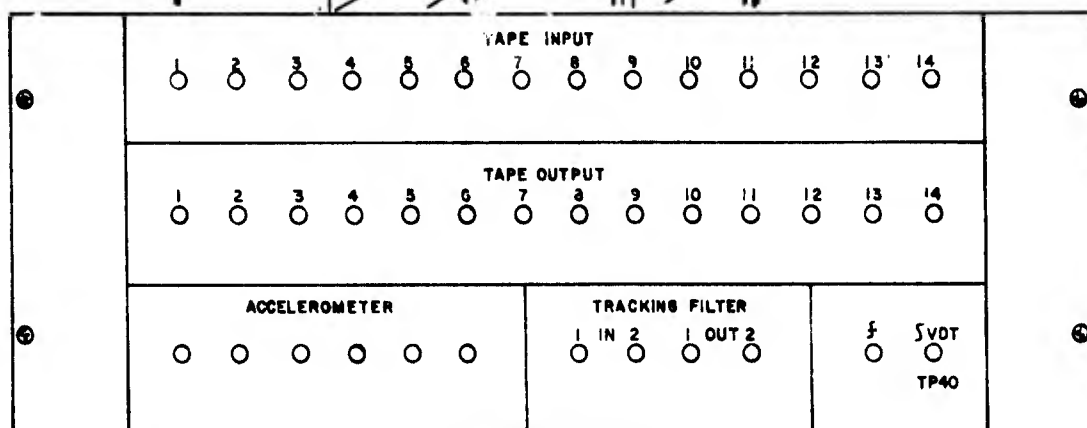 TAPE INPUT
1 2 3 4 5 6 7 8 9 10 11 12 13 14
TAPE OUTPUT
1 2 3 4 5 6 7 8 9 10 11 12 13 14
ACCELEROMETER
TRACKING FILTER
1 IN 2 1 OUT 2
f ∫VDT
TP40